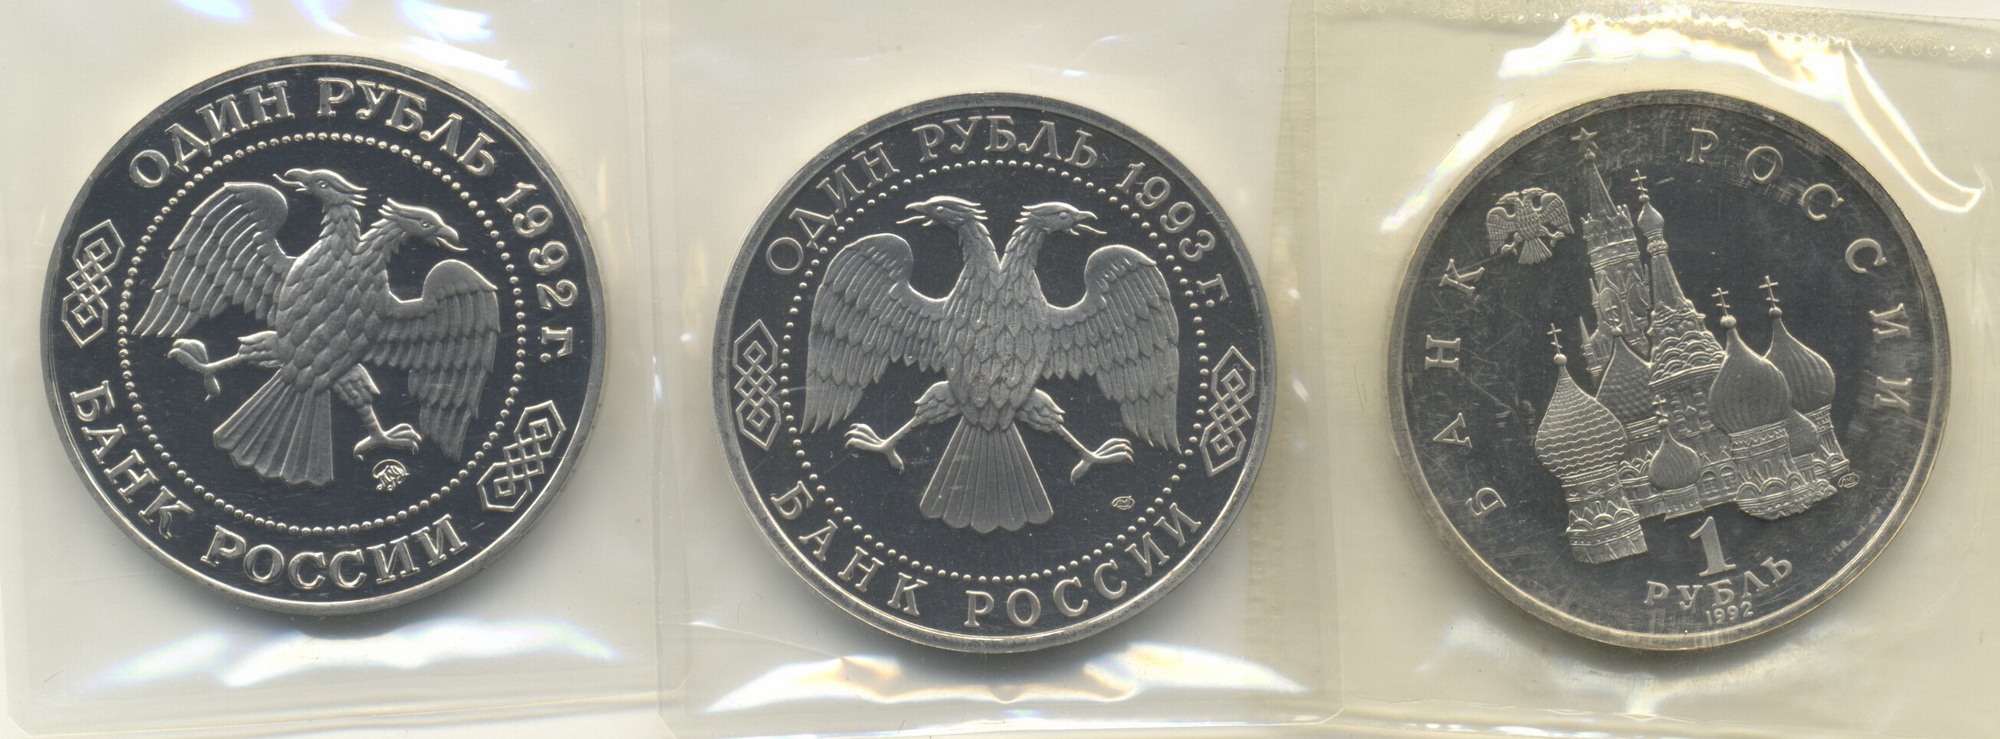 ОДИН РУБЛЬ 1992 Г.
БАНК РОССИИ
ОДИН РУБЛЬ 1993 Г.
БАНК РОССИИ
БАНК РОССИИ
1
РУБЛЬ
1992